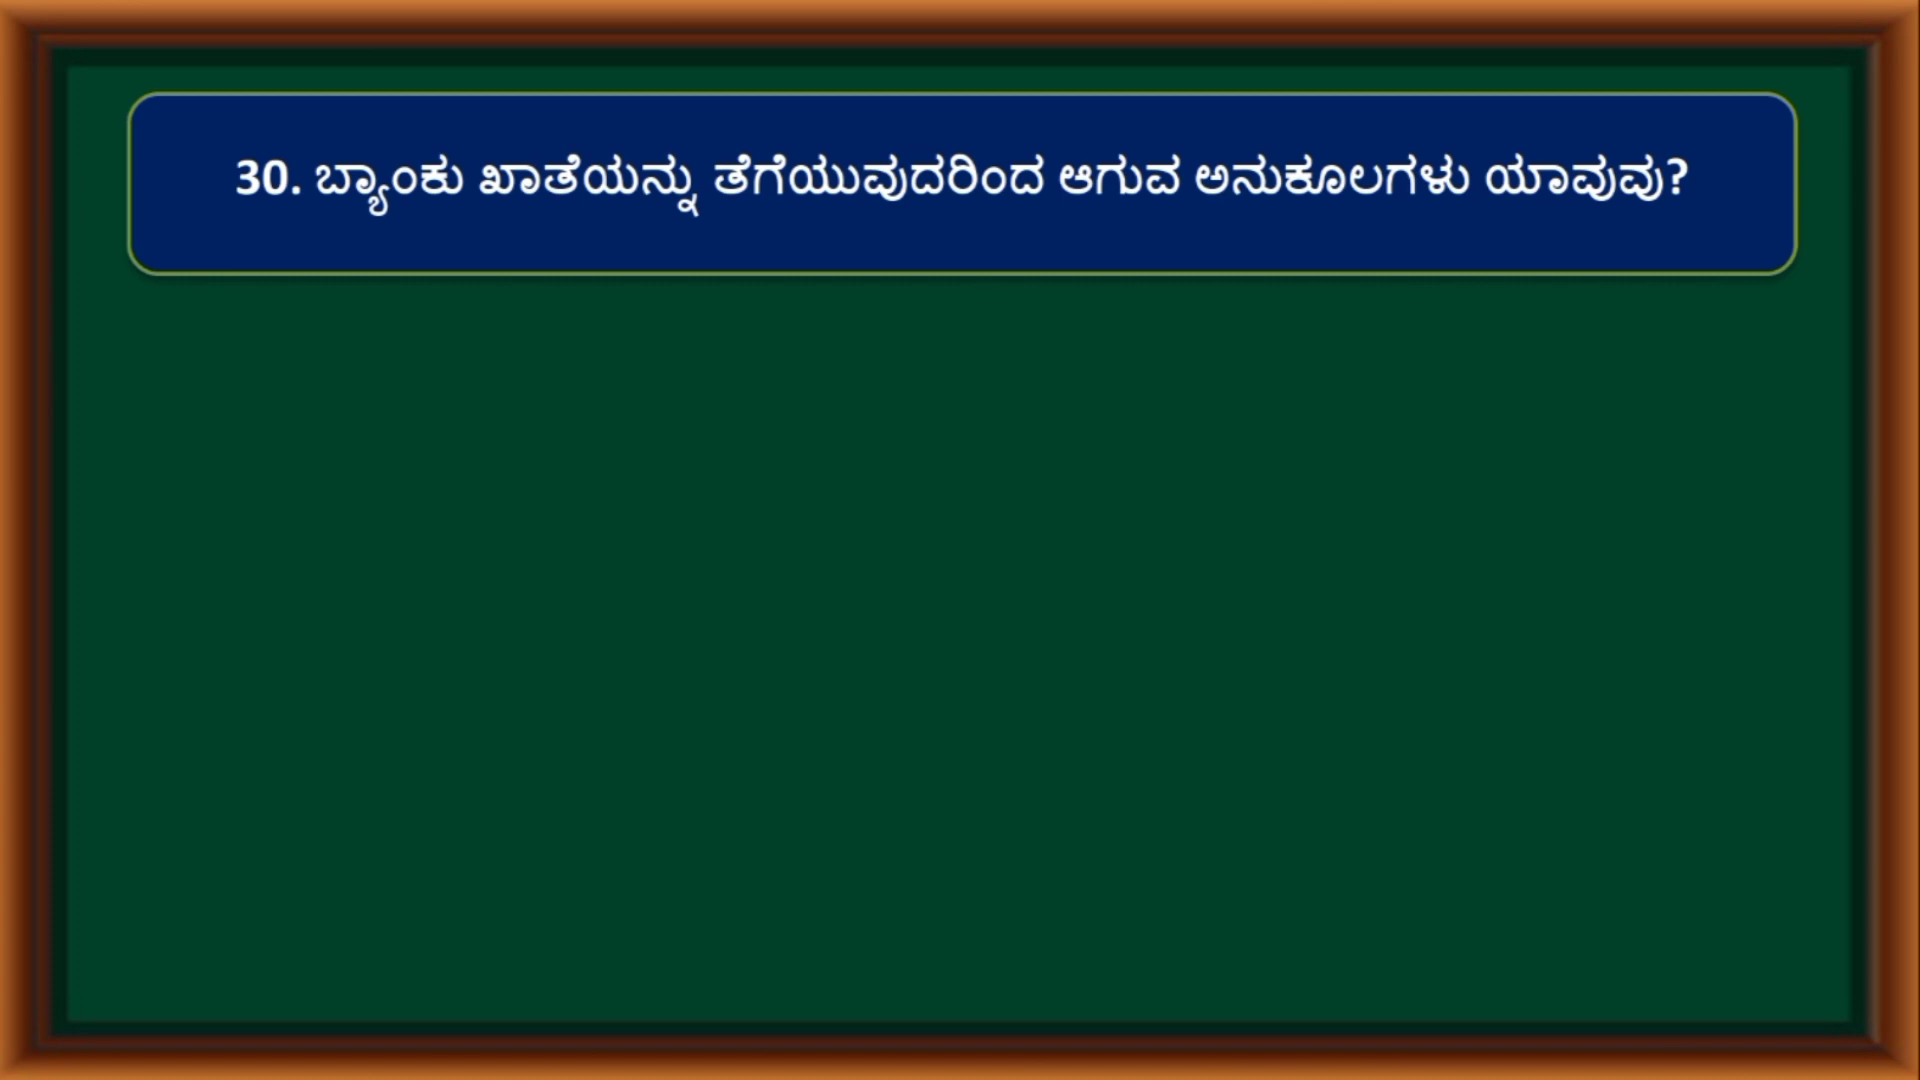 30. ಬ್ಯಾಂಕು ಖಾತೆಯನ್ನು ತೆಗೆಯುವುದರಿಂದ ಆಗುವ ಅನುಕೂಲಗಳು ಯಾವುವು?